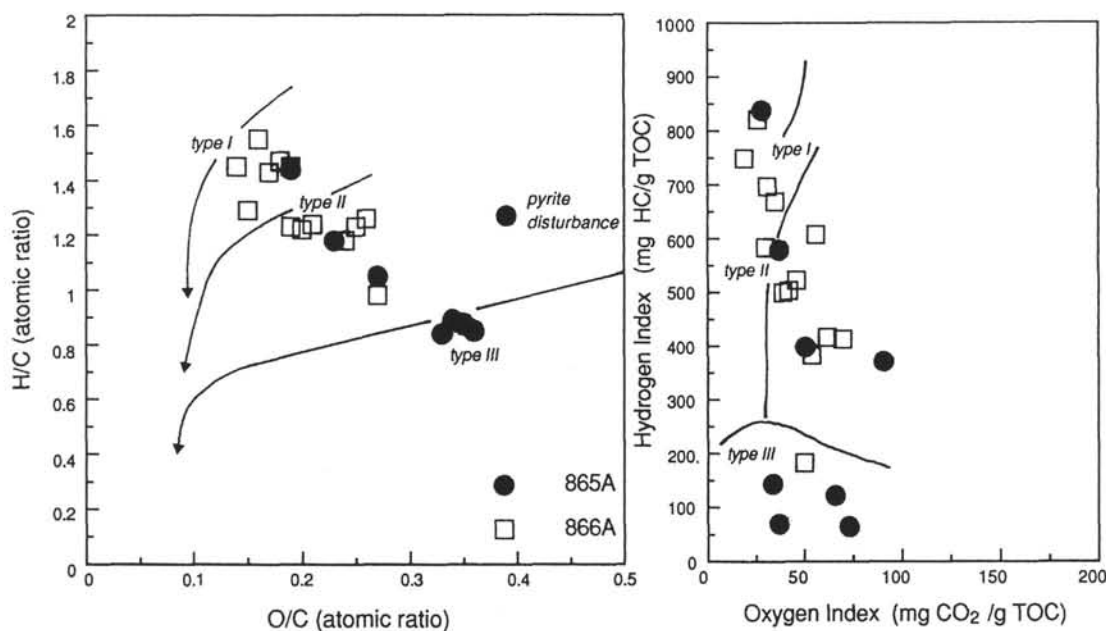 2
1.8
1.6
1.4
1.2
1
0.8
0.6
0.4
0.2
0
H/C (atomic ratio)
type I
type II
type III
pyrite
disturbance
865A
866A
0
0.1
0.2
0.3
0.4
0.5
O/C (atomic ratio)
1000
900
800
700
600
500
400
300
200
100
0
Hydrogen Index (mg HC/g TOC)
type I
type II
type III
0
50
100
150
200
Oxygen Index (mg CO2 /g TOC)